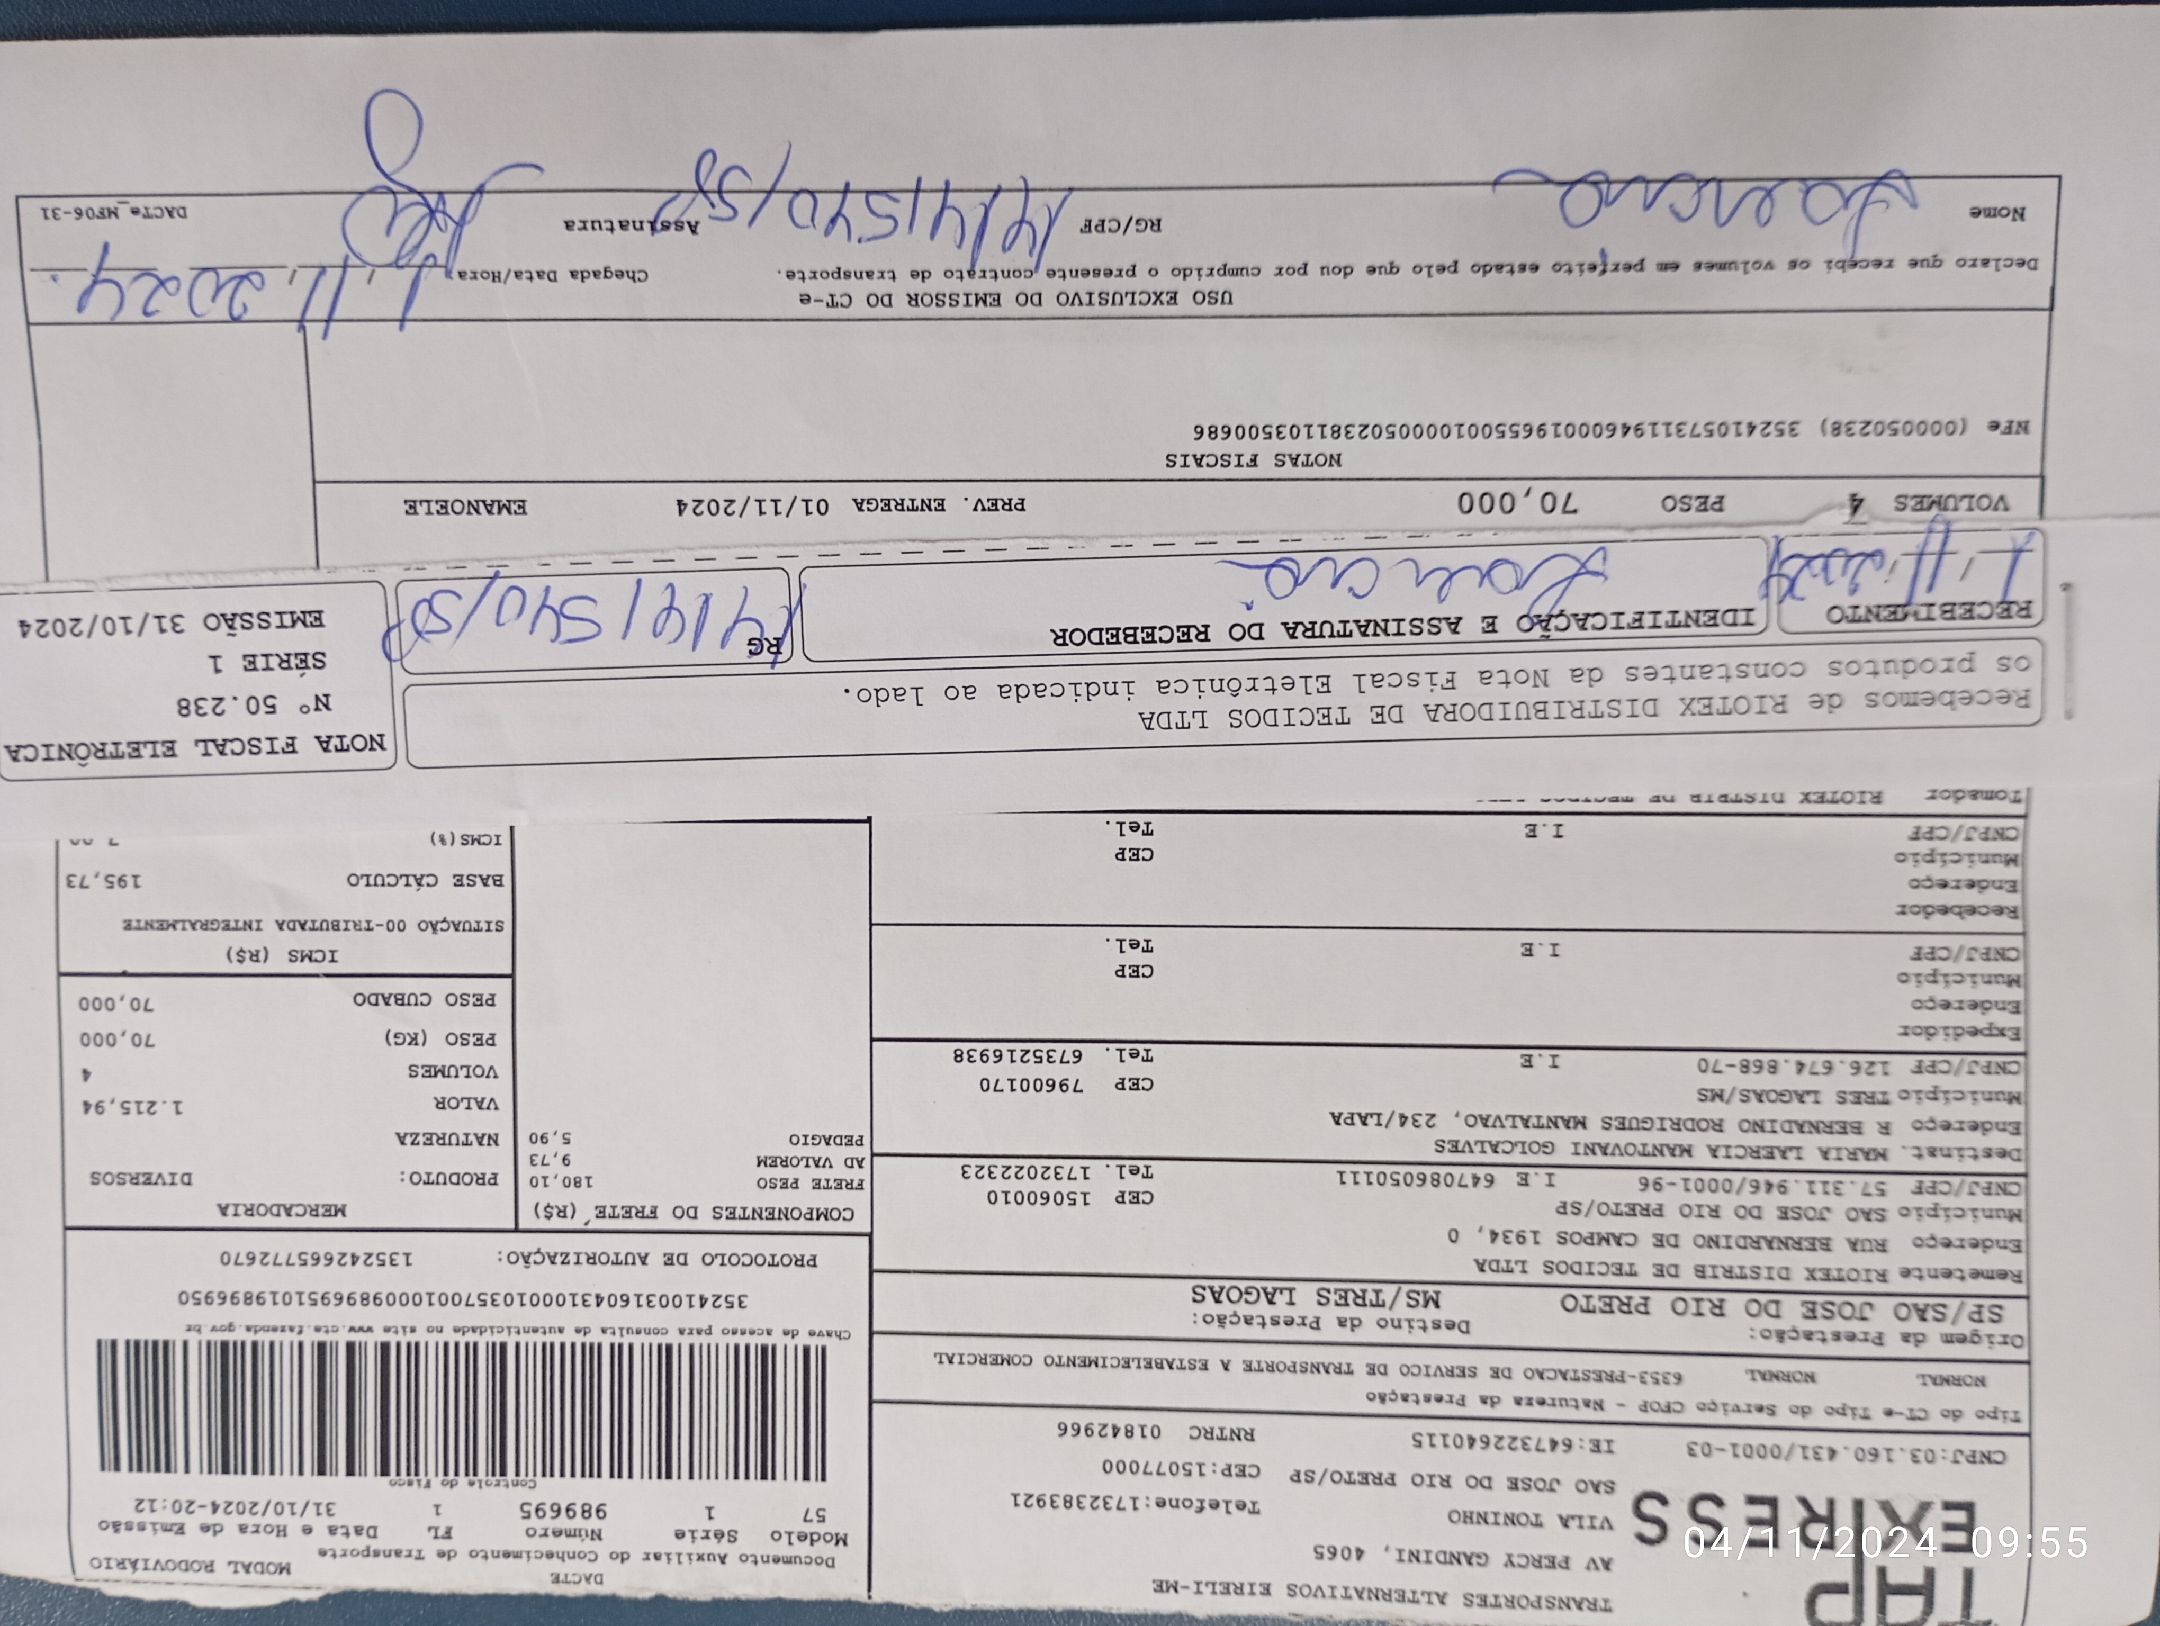 TAP
EXIRESS
TRANSPORTES ALTERNATIVOS EIRELI-ME
AV PERCY GANDINI, 4065
VILA TONINHO Telefone:1732383921
SAO JOSE DO RIO PRETO/SP CEP:15077000
CNPJ:03.160.431/0001-03 IE:647322640115 RNTRC 01842966
DACTE MODAL RODOVIÁRIO
Documento Auxiliar do Conhecimento de Transporte
Modelo Série Número FL Data e Hora de Emissão
57 1 989695 1 31/10/2024-20:12
Controle do Fisco
Chave de acesso para consulta de autenticidade no site www.cte.fazenda.gov.br
PROTOCOLO DE AUTORIZAÇÃO: 135242665772670
Tipo do CT-e Tipo do Serviço CFOP - Natureza da Prestação
NORMAL NORMAL 6353-PRESTACAO DE SERVICO DE TRANSPORTE A ESTABELECIMENTO COMERCIAL
Origem da Prestação: Destino da Prestação:
SP/SAO JOSE DO RIO PRETO MS/TRES LAGOAS
Remetente RIOTEX DISTRIB DE TECIDOS LTDA
Endereço RUA BERNARDINO DE CAMPOS 1934, 0
Município SAO JOSE DO RIO PRETO/SP CEP 15060010
CNPJ/CPF 57.311.946/0001-96 I.E 647086050111 Tel. 1732022323
Destinat. MARIA LAERCIA MANTOVANI GOLCALVES
Endereço R BERNADINO RODRIGUES MANTALVAO, 234/LAPA
Município TRES LAGOAS/MS CEP 79600170
CNPJ/CPF 126.674.868-70 I.E Tel. 6735216938
Expedidor
Endereço
Município CEP
CNPJ/CPF I.E Tel.
Recebedor
Endereço
Município CEP
CNPJ/CPF I.E Tel.
Tomador RIOTEX DISTRIB DE TECIDOS
COMPONENTES DO FRETE (R$)
FRETE PESO 180,10
AD VALOREM 9,73
PEDAGIO 5,90
MERCADORIA
PRODUTO: DIVERSOS
NATUREZA
VALOR 1.215,94
VOLUMES 4
PESO (KG) 70,000
PESO CUBADO 70,000
ICMS (R$)
SITUAÇÃO 00-TRIBUTADA INTEGRALMENTE
BASE CÁLCULO 195,73
ICMS(%) 7,00
Recebemos de RIOTEX DISTRIBUIDORA DE TECIDOS LTDA
os produtos constantes da Nota Fiscal Eletrônica indicada ao lado.
RECEBIMENTO IDENTIFICAÇÃO E ASSINATURA DO RECEBEDOR RG
1/11/2024 Laercia
NOTA FISCAL ELETRÔNICA
Nº 50.238
SÉRIE 1
EMISSÃO 31/10/2024
VOLUMES 4 PESO 70,000 PREV. ENTREGA 01/11/2024 EMANOELE
NOTAS FISCAIS
NFe (000050238) 35241057311946000196550010000502381103500686
USO EXCLUSIVO DO EMISSOR DO CT-e
Declaro que recebi os volumes em perfeito estado pelo que dou por cumprido o presente contrato de transporte. Chegada Data/Hora 1/11/2024
Nome Laercia RG/CPF Assinatura DACTe_MF06-31
04/11/2024 09:55